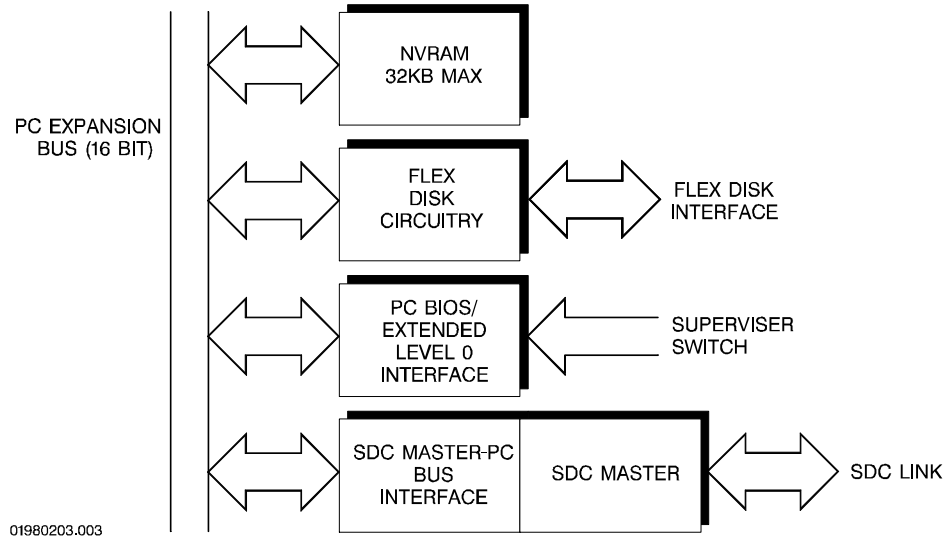 NVRAM
32KB MAX
PC EXPANSION
BUS (16 BIT)
FLEX
DISK
CIRCUITRY
FLEX DISK
INTERFACE
PC BIOS/
EXTENDED
LEVEL 0
INTERFACE
SUPERVISER
SWITCH
SDC MASTER-PC
BUS
INTERFACE
SDC MASTER
SDC LINK
01980203.003